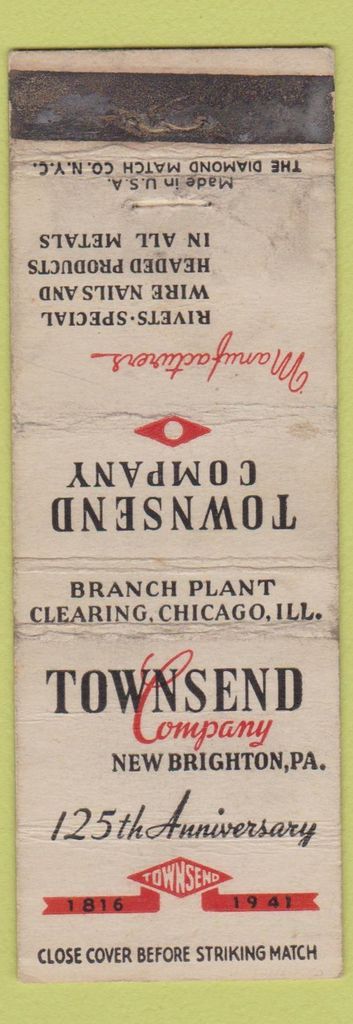 THE DIAMOND MATCH CO. N.Y.C.
Made in U.S.A.
TOWNSEND
COMPANY
Manufacturers
RIVETS·SPECIAL
WIRE NAILS AND
HEADED PRODUCTS
IN ALL METALS
BRANCH PLANT
CLEARING, CHICAGO, ILL.
TOWNSEND
Company
NEW BRIGHTON, PA.
125th Anniversary
TOWNSEND
1816 1941
CLOSE COVER BEFORE STRIKING MATCH